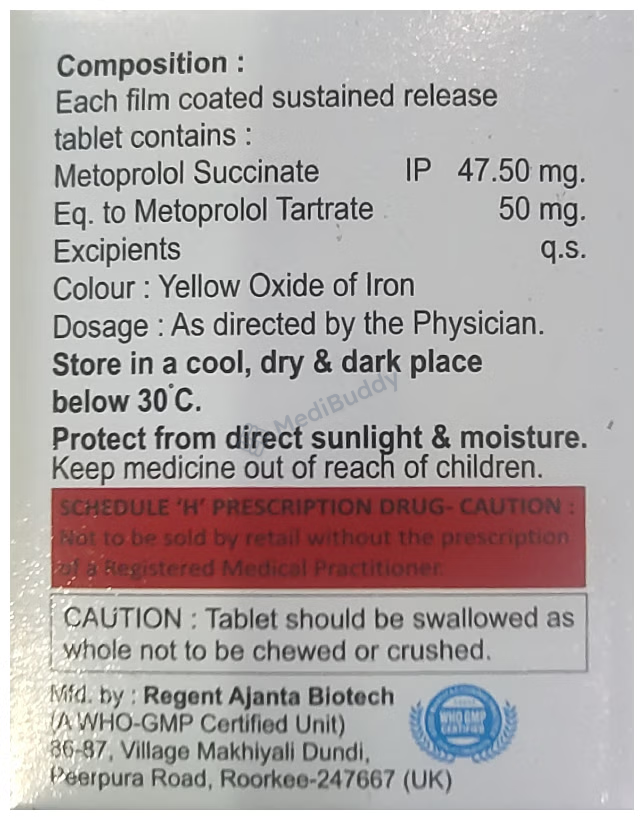 Composition :
Each film coated sustained release
tablet contains :
Metoprolol Succinate IP 47.50 mg.
Eq. to Metoprolol Tartrate 50 mg.
Excipients q.s.
Colour : Yellow Oxide of Iron
Dosage : As directed by the Physician.
Store in a cool, dry & dark place
below 30°C.
MediBuddy
Protect from direct sunlight & moisture.
Keep medicine out of reach of children.
SCHEDULE 'H' PRESCRIPTION DRUG- CAUTION :
Not to be sold by retail without the prescription
of a Registered Medical Practitioner.
CAUTION : Tablet should be swallowed as
whole not to be chewed or crushed.
Mfd. by : Regent Ajanta Biotech
(A WHO-GMP Certified Unit)
86-87, Village Makhiyali Dundi,
Peerpura Road, Roorkee-247667 (UK)
WHO GMP
CERTIFIED